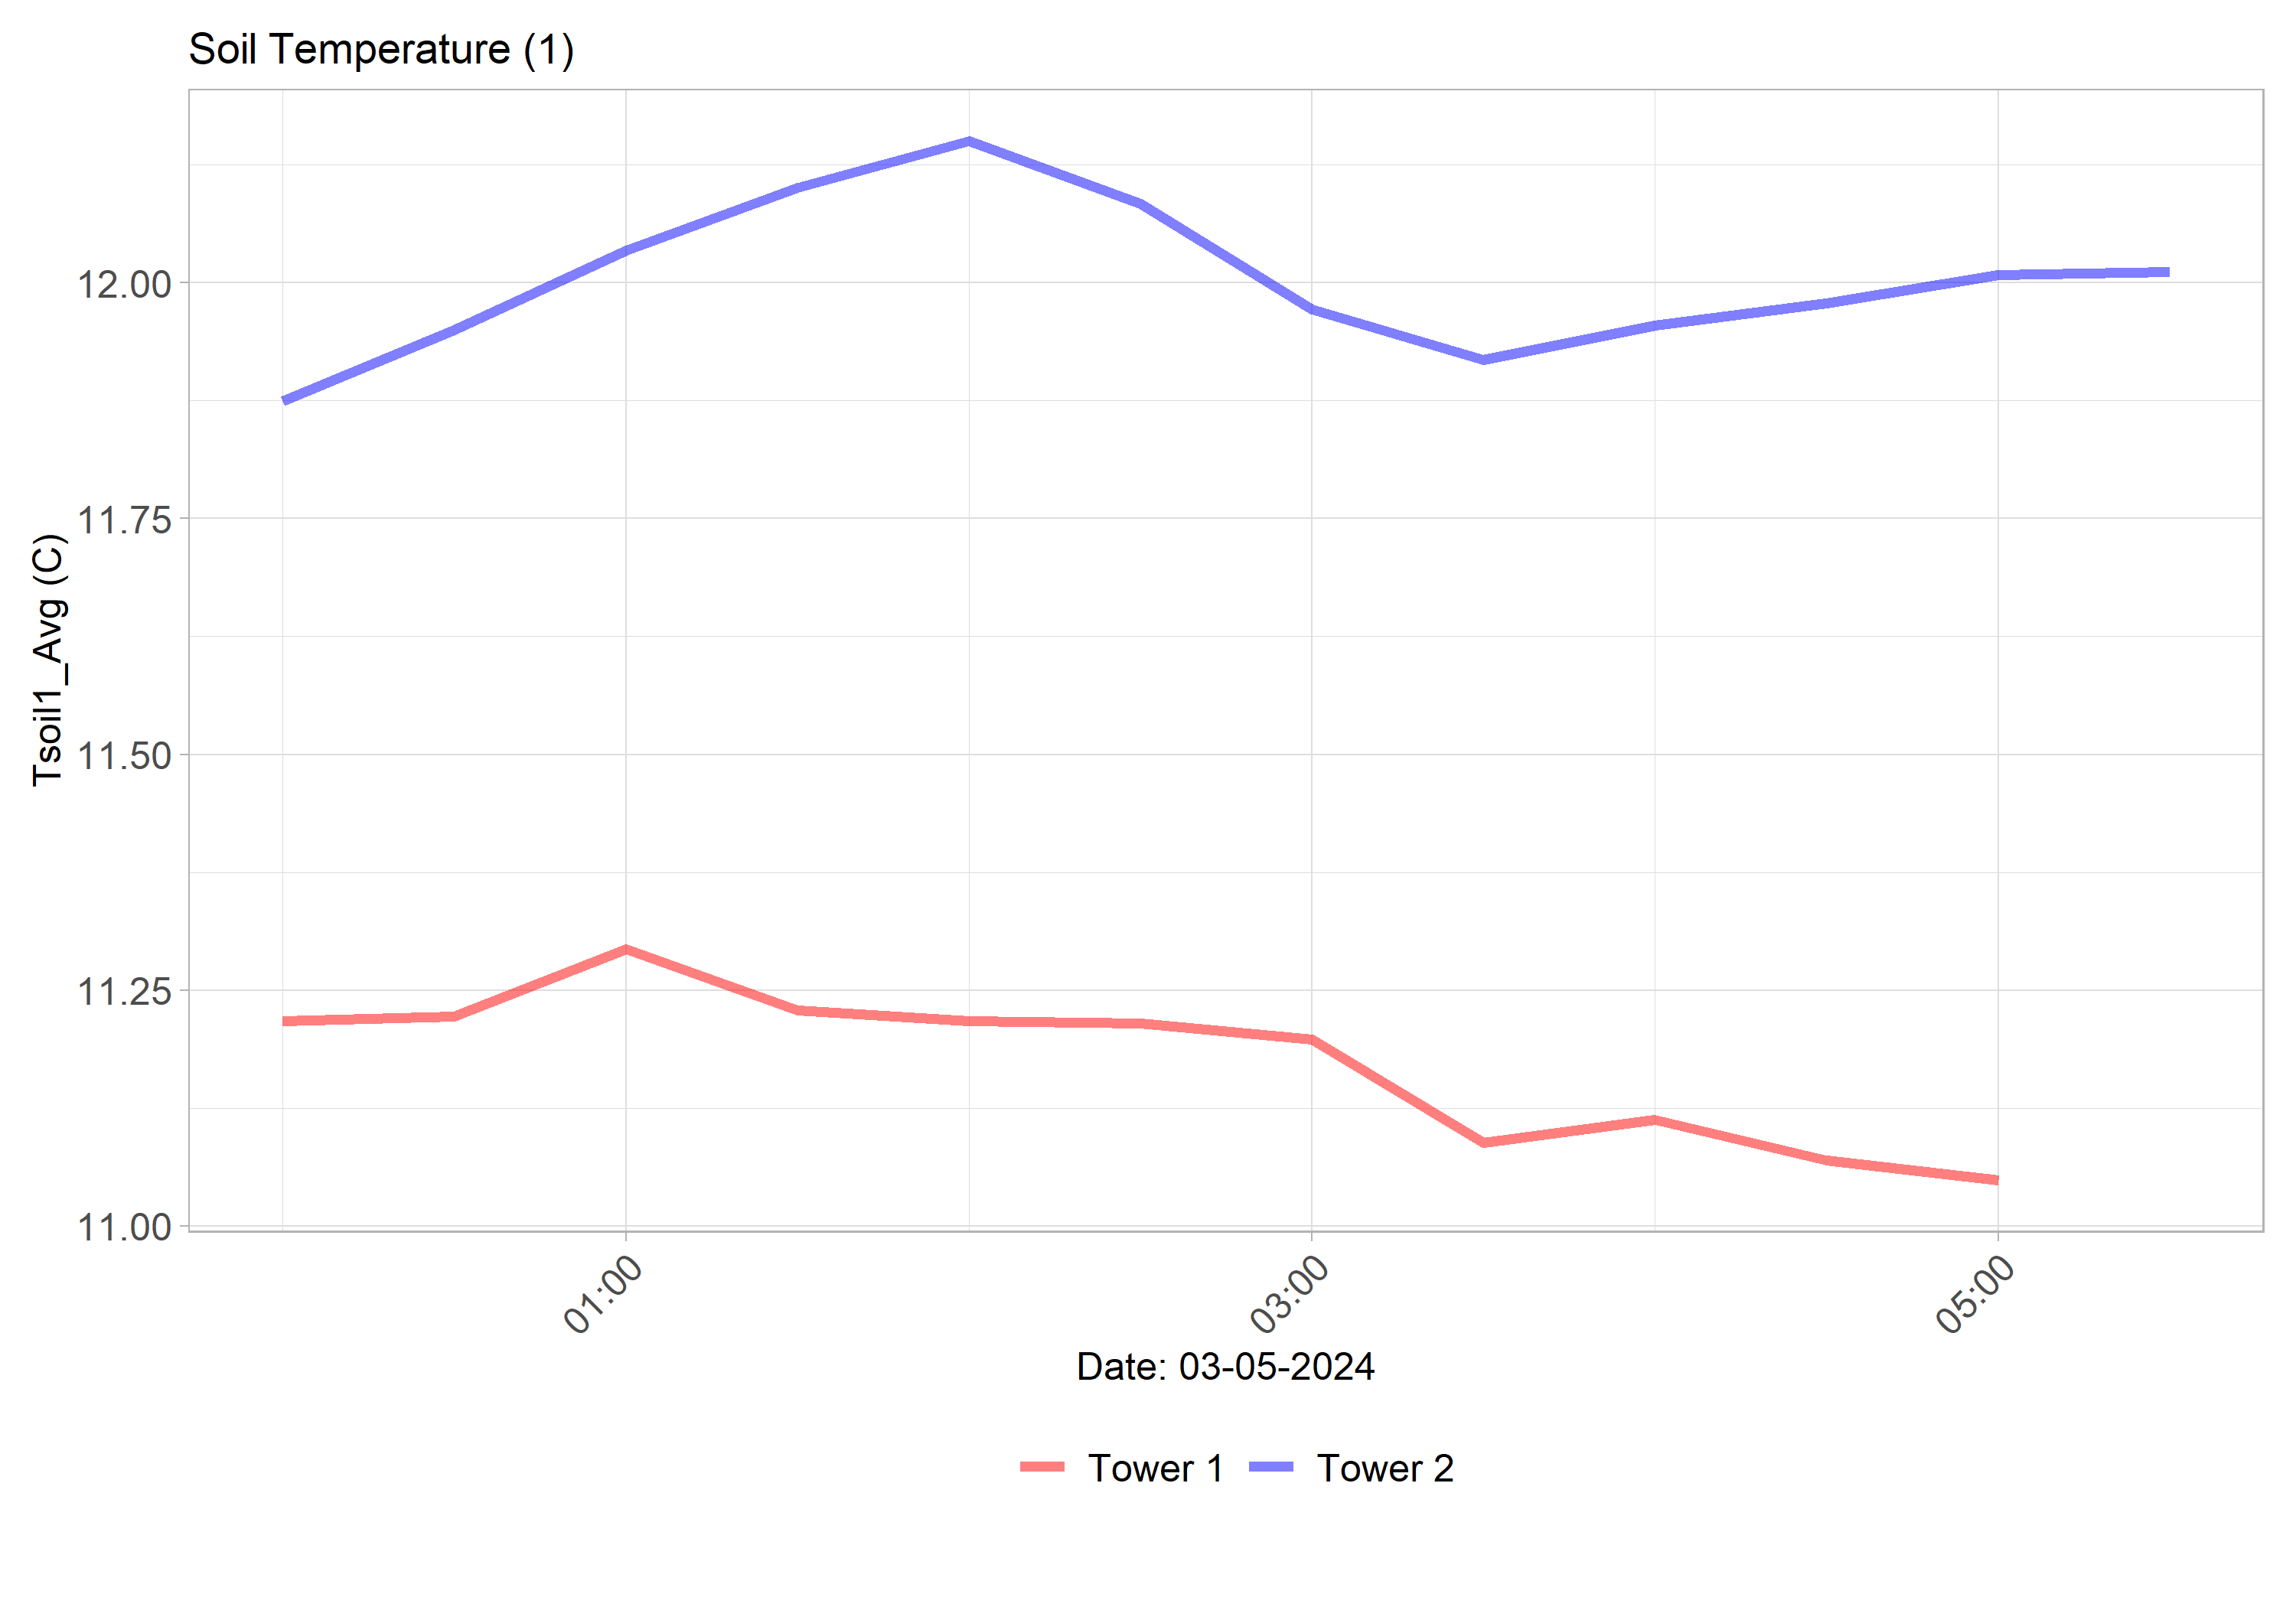 Soil Temperature (1)
Tsoil1_Avg (C)
12.00
11.75
11.50
11.25
11.00
01:00
03:00
05:00
Date: 03-05-2024
Tower 1
Tower 2